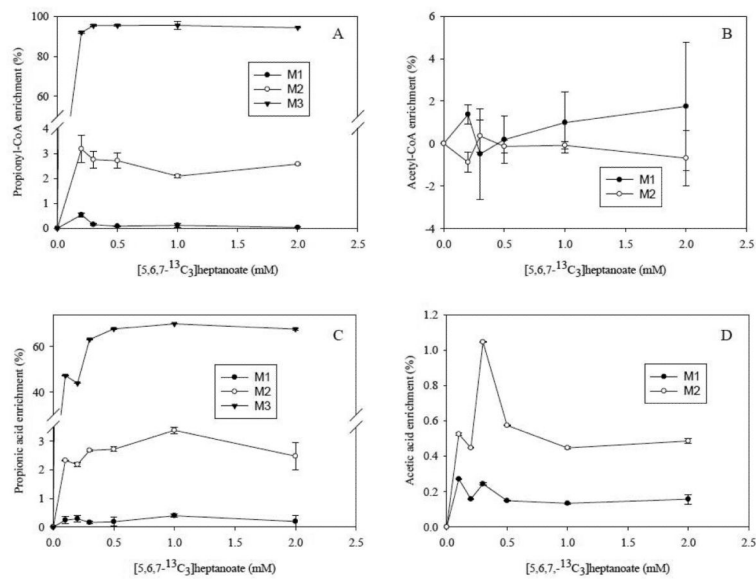 A
Propionyl-CoA enrichment (%)
100
80
60
4
3
2
1
0
M1
M2
M3
0.0 0.5 1.0 1.5 2.0 2.5
[5,6,7-¹³C₃]heptanoate (mM)
B
Acetyl-CoA enrichment (%)
6
4
2
0
-2
-4
M1
M2
0.0 0.5 1.0 1.5 2.0 2.5
[5,6,7-¹³C₃]heptanoate (mM)
C
Propionic acid enrichment (%)
60
40
4
3
2
1
0
M1
M2
M3
0.0 0.5 1.0 1.5 2.0 2.5
[5,6,7-¹³C₃]heptanoate (mM)
D
Acetic acid enrichment (%)
1.2
1.0
0.8
0.6
0.4
0.2
0.0
M1
M2
0.0 0.5 1.0 1.5 2.0 2.5
[5,6,7,-¹³C₃]heptanoate (mM)